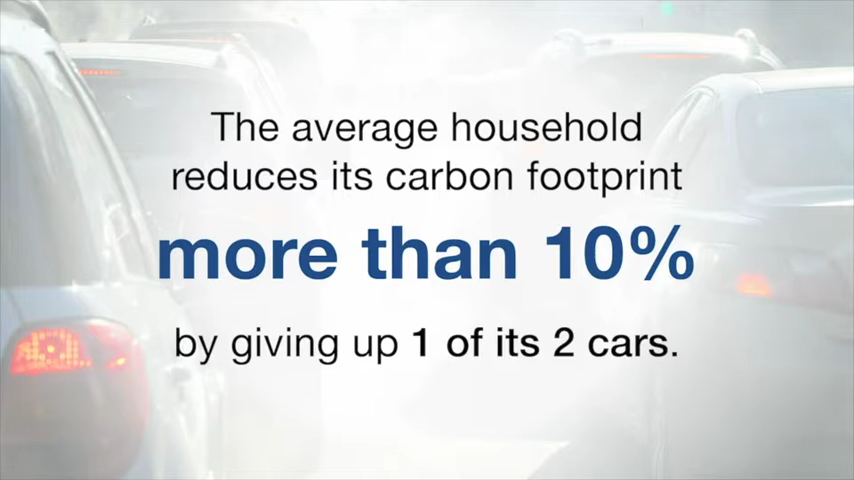 The average household
reduces its carbon footprint
more than 10%
by giving up 1 of its 2 cars.